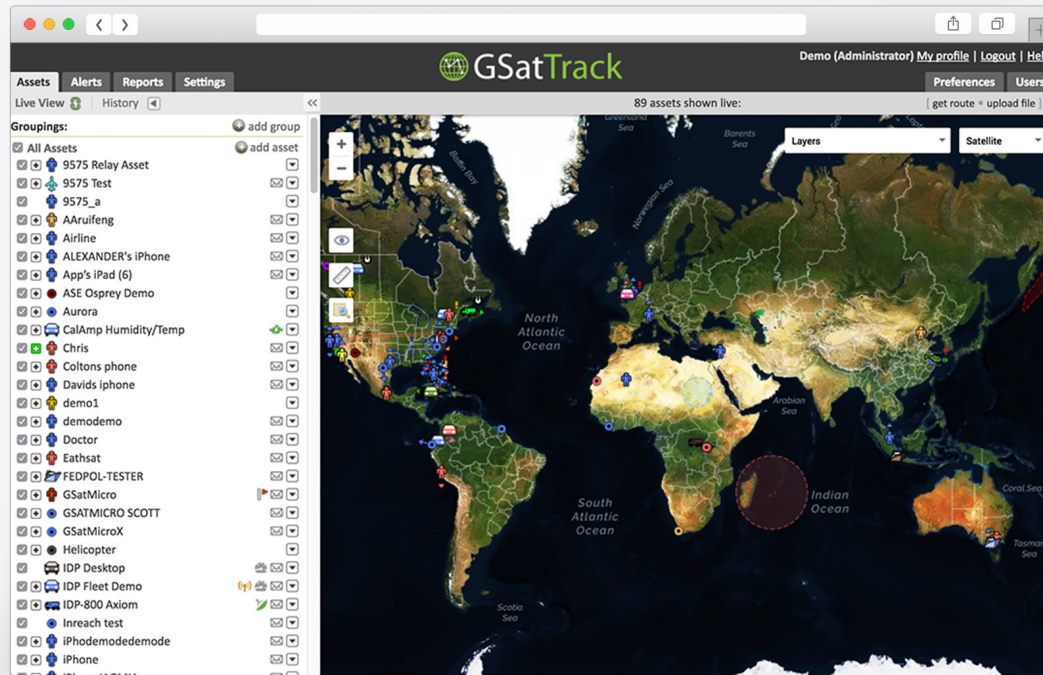 GSatTrack
Demo (Administrator) My profile | Logout | Hel
Assets Alerts Reports Settings
Preferences Users
Live View History
89 assets shown live:
[ get route • upload file ]
Groupings:
add group
All Assets
add asset
9575 Relay Asset
9575 Test
9575_a
AAruifeng
Airline
ALEXANDER's iPhone
App's iPad (6)
ASE Osprey Demo
Aurora
CalAmp Humidity/Temp
Chris
Coltons phone
Davids iphone
demo1
demodemo
Doctor
Eathsat
FEDPOL-TESTER
GSatMicro
GSATMICRO SCOTT
GSatMicroX
Helicopter
IDP Desktop
IDP Fleet Demo
IDP-800 Axiom
Inreach test
iPhodemodedemode
iPhone
Layers
Satellite
Greenland
Sea
Barents
Sea
Baffin Bay
Norwegian Sea
North
Atlantic
Ocean
Arabian
Sea
South
Atlantic
Ocean
Indian
Ocean
Coral Sea
Tasman
Sea
Scotia
Sea